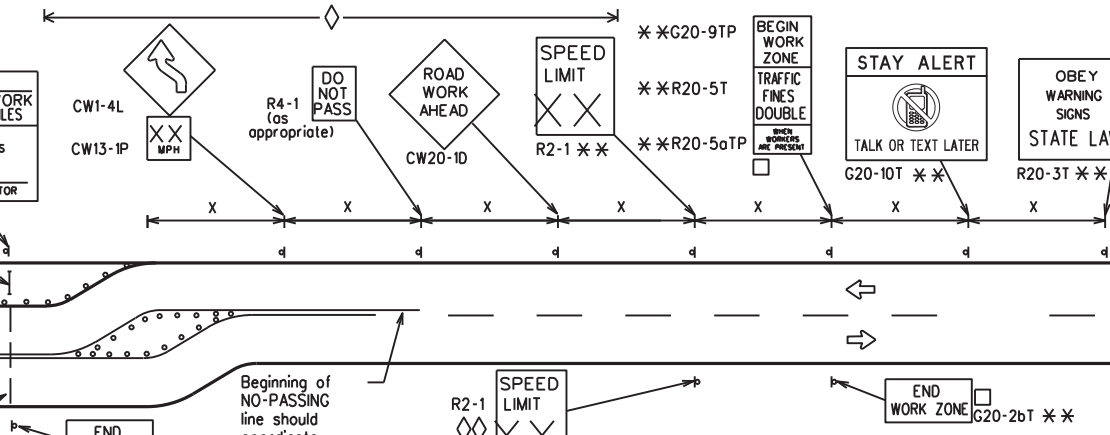 ORK
LES
S
TOR
CW1-4L
CW13-1P
XX
MPH
R4-1
(as
appropriate)
DO
NOT
PASS
ROAD
WORK
AHEAD
CW20-1D
SPEED
LIMIT
XX
R2-1 **
**G20-9TP
**R20-5T
**R20-5aTP
BEGIN
WORK
ZONE
TRAFFIC
FINES
DOUBLE
WHEN
WORKERS
ARE PRESENT
STAY ALERT
TALK OR TEXT LATER
G20-10T **
OBEY
WARNING
SIGNS
STATE LA
R20-3T **
X X X X X X X
Beginning of
NO-PASSING
line should
coordinate
R2-1
SPEED
LIMIT
END
WORK ZONE
G20-2bT **
END